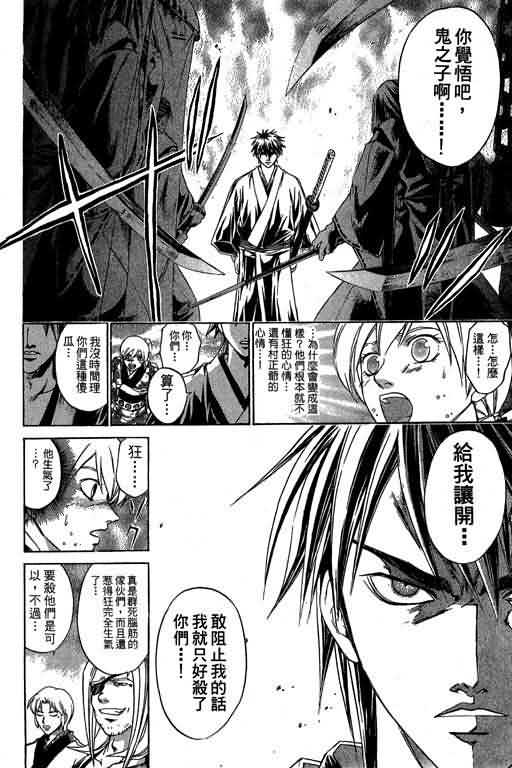 你覺悟吧，
鬼之子啊
……！
怎…怎麼
這樣…！
…為什麼會變成這
樣？他們根本就不
懂狂的心情…
還有村正爺的
心情…
你
們…
算了…
我沒時間理
你們這種傻
瓜…
給我讓開…
狂…
他生氣了
…？
敢阻止我的話
我就只好殺了
你們…
真是群死腦筋的
傢伙們，而且還
惹得狂完全生氣
了…
要殺他們是可
以，不過…